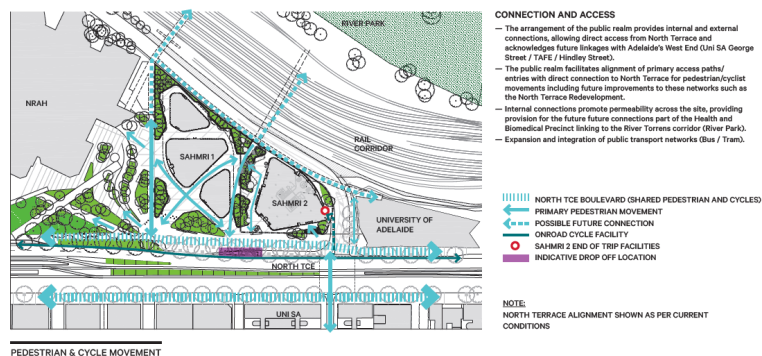 RIVER PARK
NRAH
RAIL
CORRIDOR
SAHMRI 1
SAHMRI 2
UNIVERSITY OF
ADELAIDE
NORTH TCE
UNI SA
PEDESTRIAN & CYCLE MOVEMENT
CONNECTION AND ACCESS
— The arrangement of the public realm provides internal and external
connections, allowing direct access from North Terrace and
acknowledges future linkages with Adelaide's West End (Uni SA George
Street / TAFE / Hindley Street).
— The public realm facilitates alignment of primary access paths/
entries with direct connection to North Terrace for pedestrian/cyclist
movements including future improvements to these networks such as
the North Terrace Redevelopment.
— Internal connections promote permeability across the site, providing
provision for the future future connections part of the Health and
Biomedical Precinct linking to the River Torrens corridor (River Park).
— Expansion and integration of public transport networks (Bus / Tram).
NORTH TCE BOULEVARD (SHARED PEDESTRIAN AND CYCLES)
PRIMARY PEDESTRIAN MOVEMENT
POSSIBLE FUTURE CONNECTION
ONROAD CYCLE FACILITY
SAHMRI 2 END OF TRIP FACILITIES
INDICATIVE DROP OFF LOCATION
NOTE:
NORTH TERRACE ALIGNMENT SHOWN AS PER CURRENT
CONDITIONS